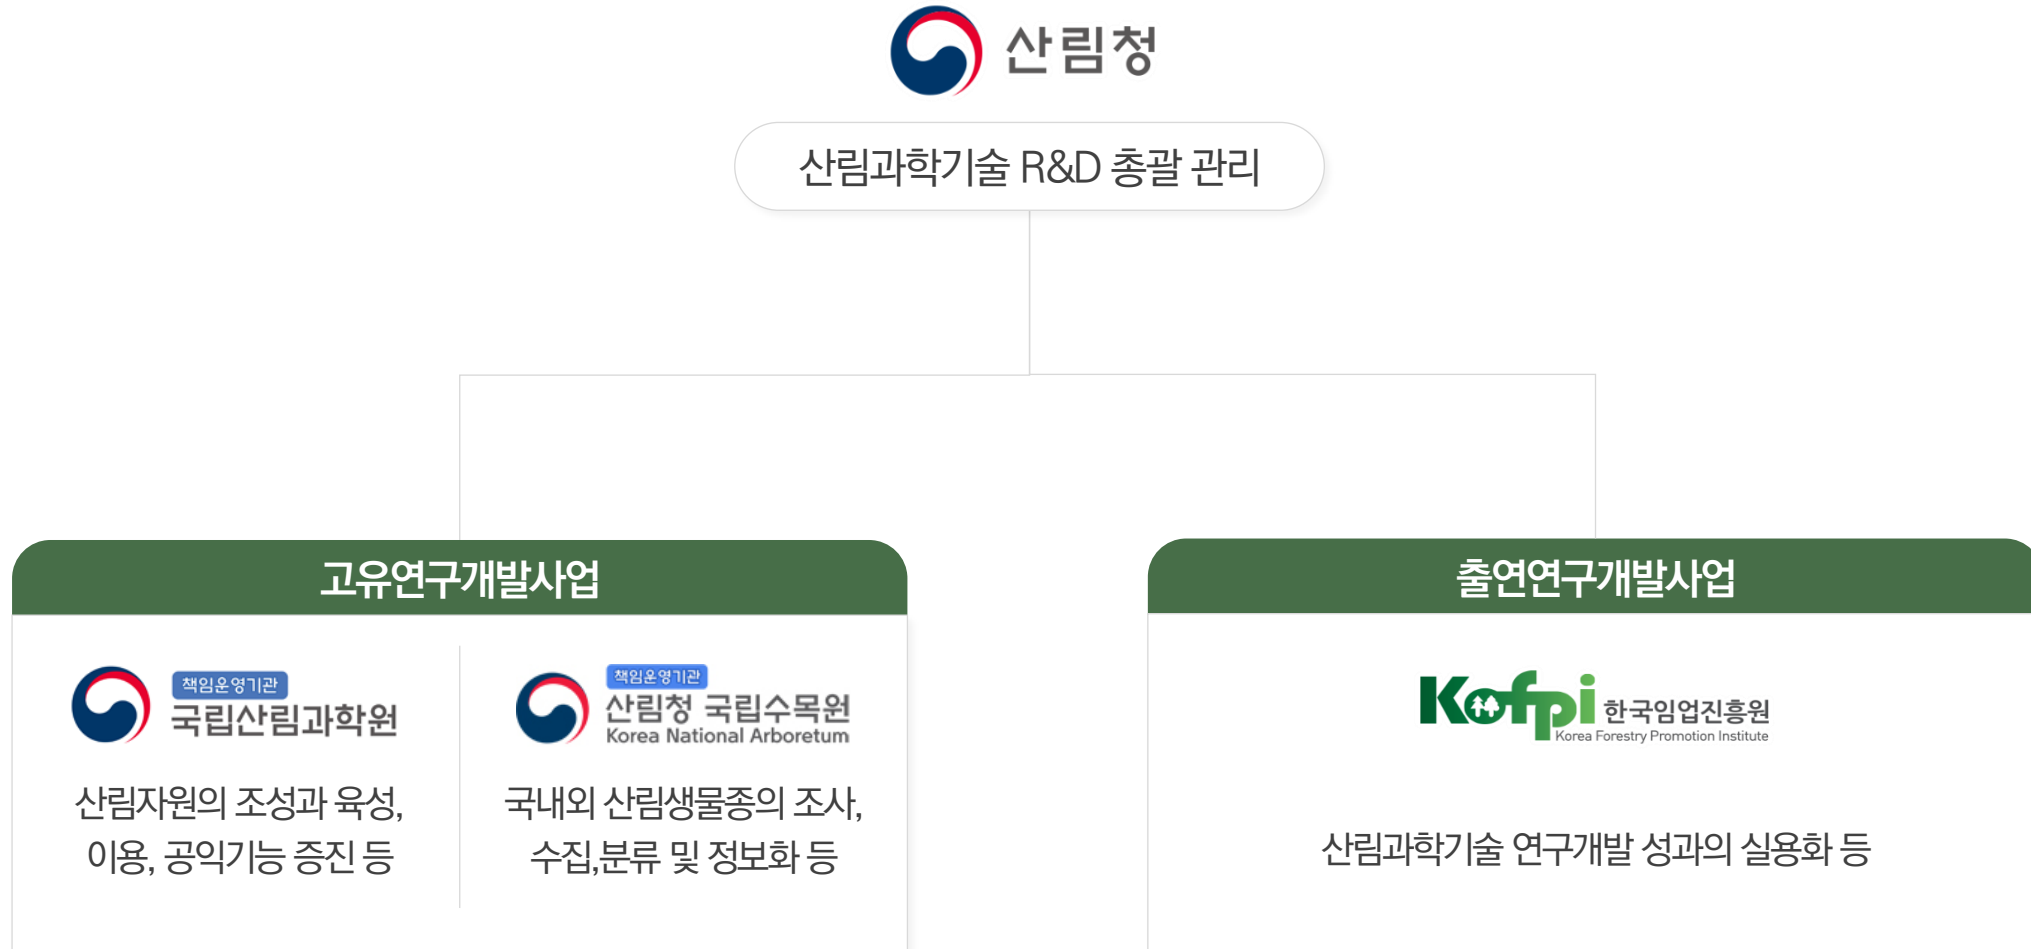 산림청
산림과학기술 R&D 총괄 관리
고유연구개발사업
책임운영기관
국립산림과학원
산림자원의 조성과 육성,
이용, 공익기능 증진 등
책임운영기관
산림청 국립수목원
Korea National Arboretum
국내외 산림생물종의 조사,
수집,분류 및 정보화 등
출연연구개발사업
Kofpi 한국임업진흥원
Korea Forestry Promotion Institute
산림과학기술 연구개발 성과의 실용화 등